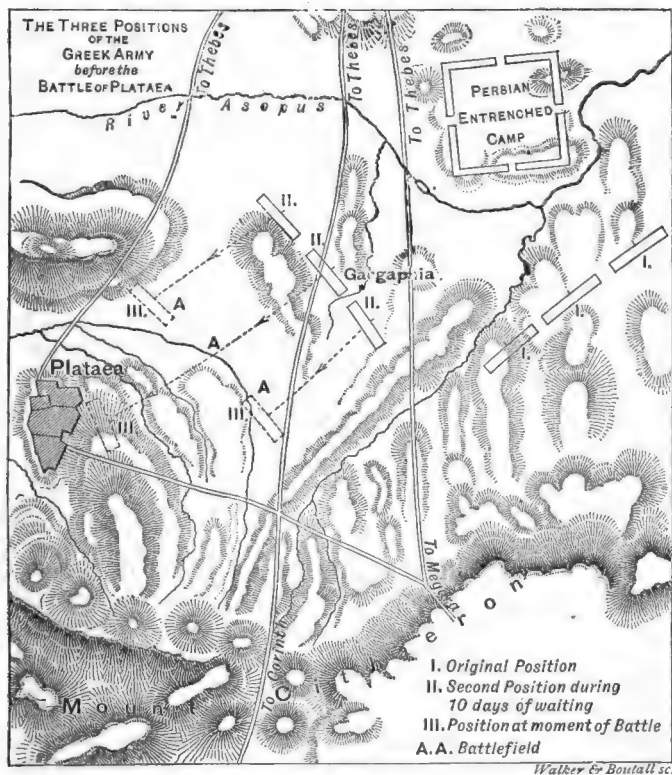 THE THREE POSITIONS
OF THE
GREEK ARMY
before the
BATTLE OF PLATAEA
To Thebes
To Thebes
To Thebes
River Asopus
PERSIAN
ENTRENCHED
CAMP
II.
II.
II.
Gargaphia
I.
I.
I.
III.
A
A
A
III.
III
Plataea
To Megara
To Corinth
Mount Citheron
I. Original Position
II. Second Position during
10 days of waiting
III. Position at moment of Battle
A.A. Battlefield
Walker & Boutall sc.